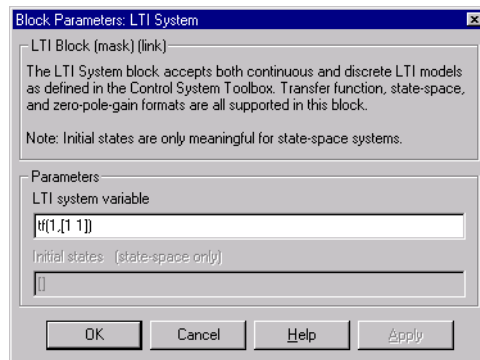 Block Parameters: LTI System
LTI Block (mask) (link)
The LTI System block accepts both continuous and discrete LTI models
as defined in the Control System Toolbox. Transfer function, state-space,
and zero-pole-gain formats are all supported in this block.
Note: Initial states are only meaningful for state-space systems.
Parameters
LTI system variable
tf(1,[1 1])
Initial states (state-space only)
[]
OK Cancel Help Apply